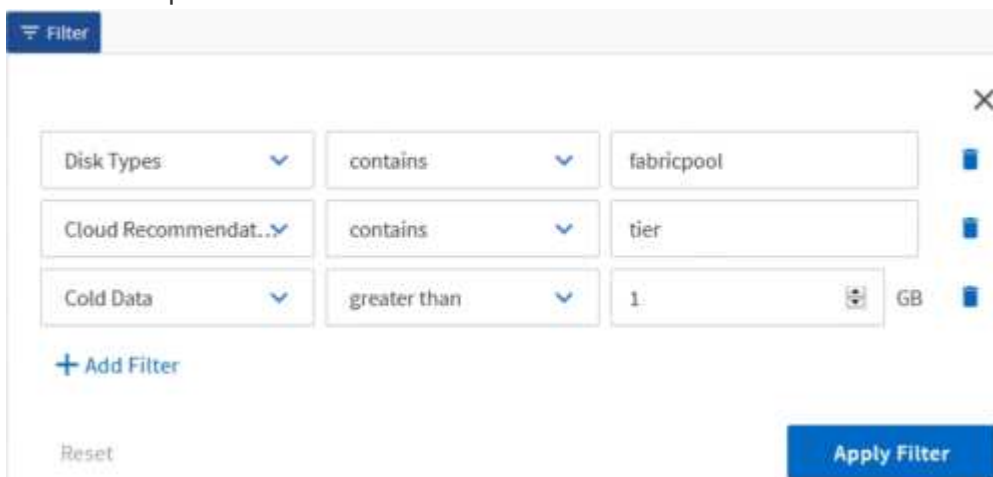 Filter
Disk Types contains fabricpool
Cloud Recommendat... contains tier
Cold Data greater than 1 GB
+ Add Filter
Reset Apply Filter